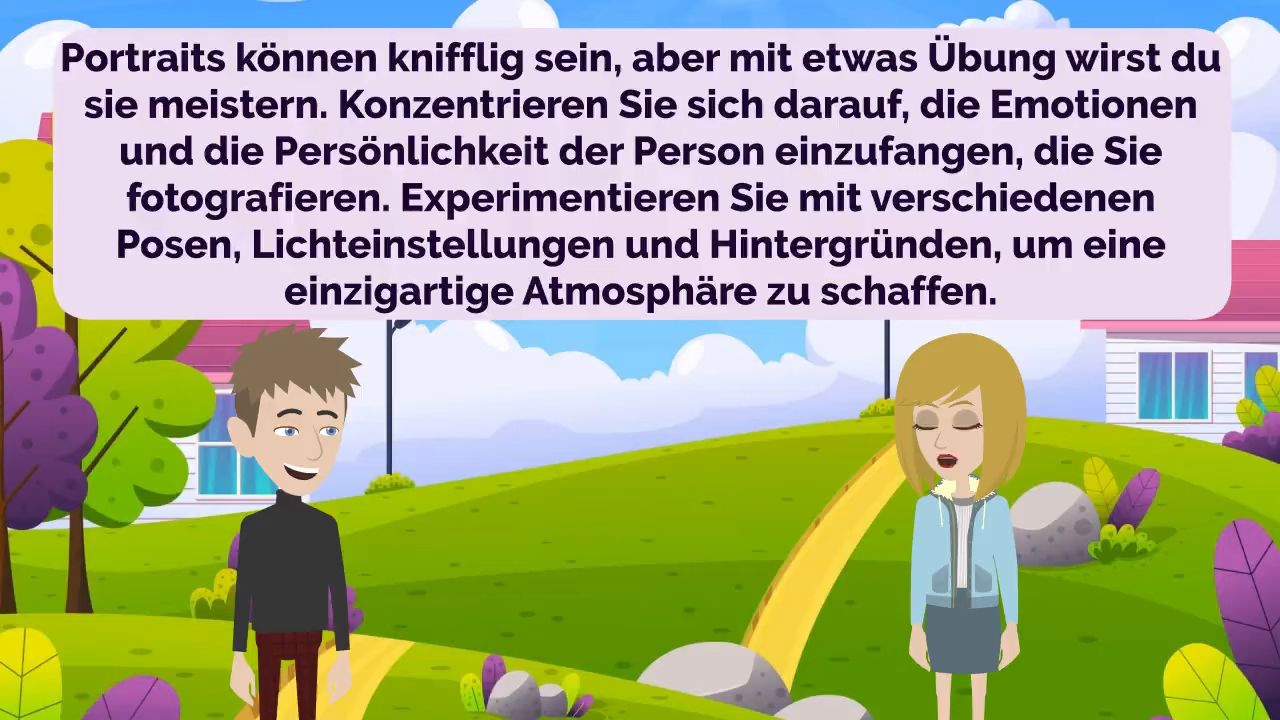 Portraits können knifflig sein, aber mit etwas Übung wirst du
sie meistern. Konzentrieren Sie sich darauf, die Emotionen
und die Persönlichkeit der Person einzufangen, die Sie
fotografieren. Experimentieren Sie mit verschiedenen
Posen, Lichteinstellungen und Hintergründen, um eine
einzigartige Atmosphäre zu schaffen.